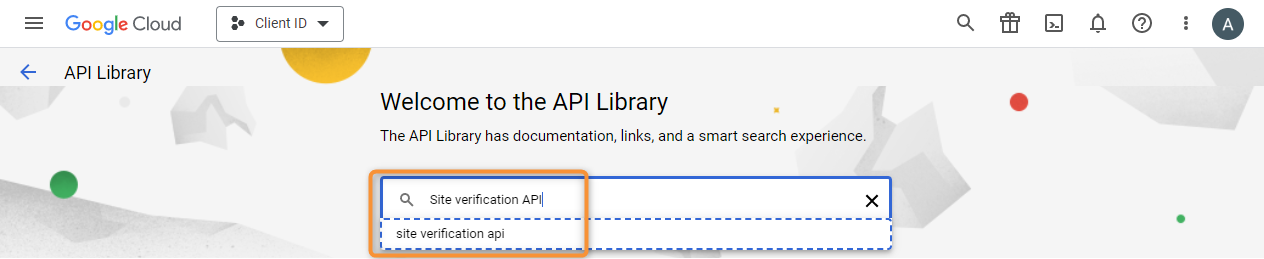 Google Cloud
Client ID
A
API Library
Welcome to the API Library
The API Library has documentation, links, and a smart search experience.
Site verification API
site verification api